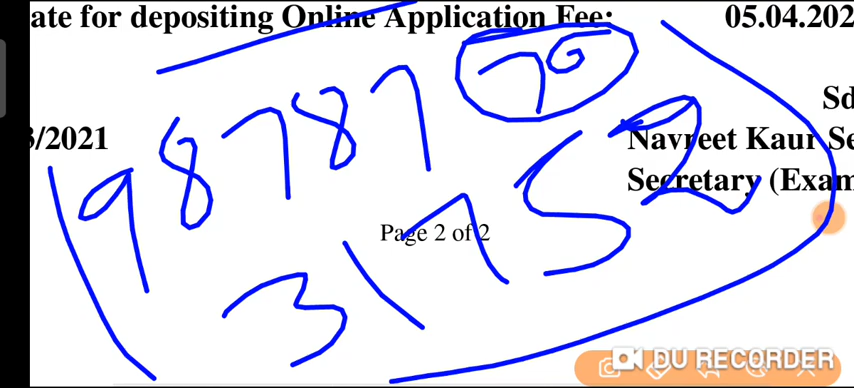 ate for depositing Online Application Fee: 05.04.202
Sd
3/2021 Navreet Kaur Se
Secretary (Exam
98787
31752
Page 2 of 2
DU RECORDER